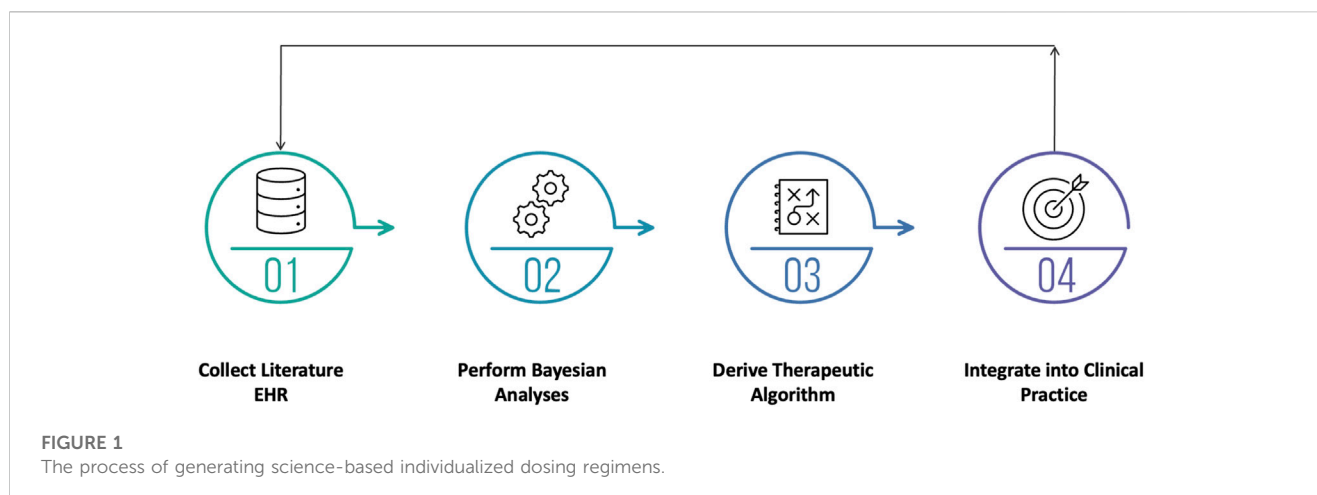 01
02
03
04
Collect Literature
EHR
Perform Bayesian
Analyses
Derive Therapeutic
Algorithm
Integrate into Clinical
Practice
FIGURE 1
The process of generating science-based individualized dosing regimens.